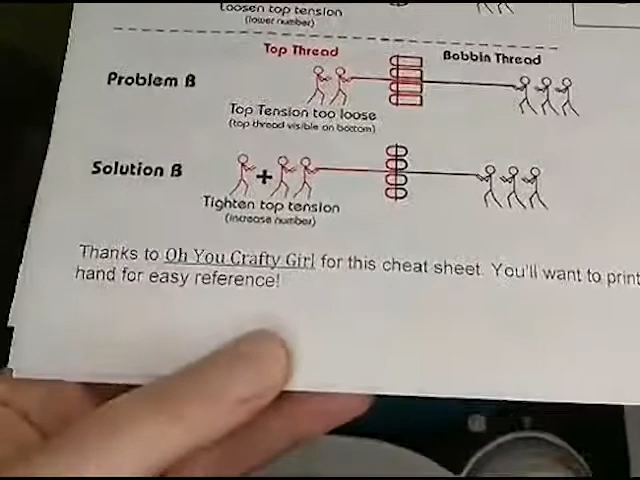 Loosen top tension
(lower number)
Top Thread
Bobbin Thread
Problem B
Top Tension too loose
(top thread visible on bottom)
Solution B
+
Tighten top tension
(increase number)
Thanks to Oh You Crafty Girl for this cheat sheet. You'll want to print
hand for easy reference!